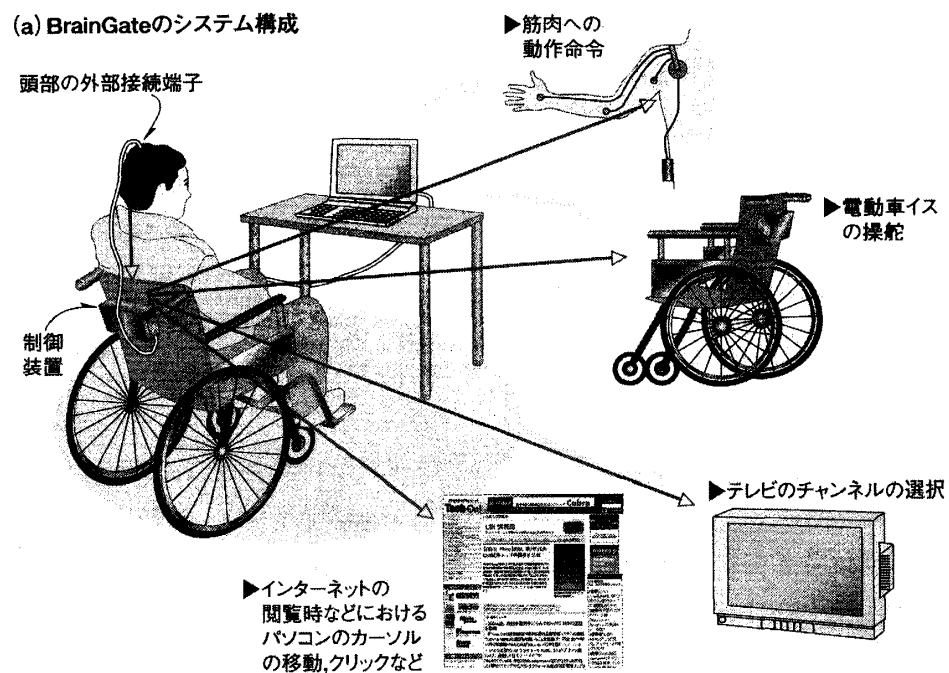 (a) BrainGateのシステム構成
▶筋肉への
動作命令
頭部の外部接続端子
▶電動車イス
の操舵
制御
装置
▶テレビのチャンネルの選択
▶インターネットの
閲覧時などにおける
パソコンのカーソル
の移動,クリックなど